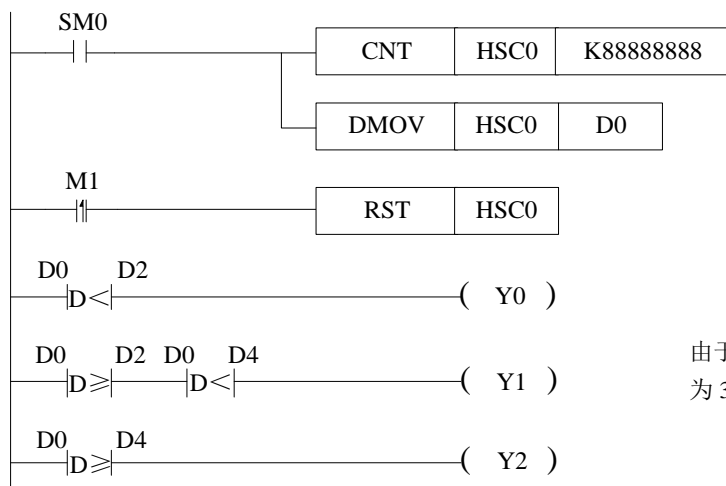 SM0
CNT HSC0 K88888888
DMOV HSC0 D0
M1
RST HSC0
D0 D2
D< ( Y0 )
D0 D2 D0 D4
D≥ D< ( Y1 )
由于
为 3
D0 D4
D≥ ( Y2 )